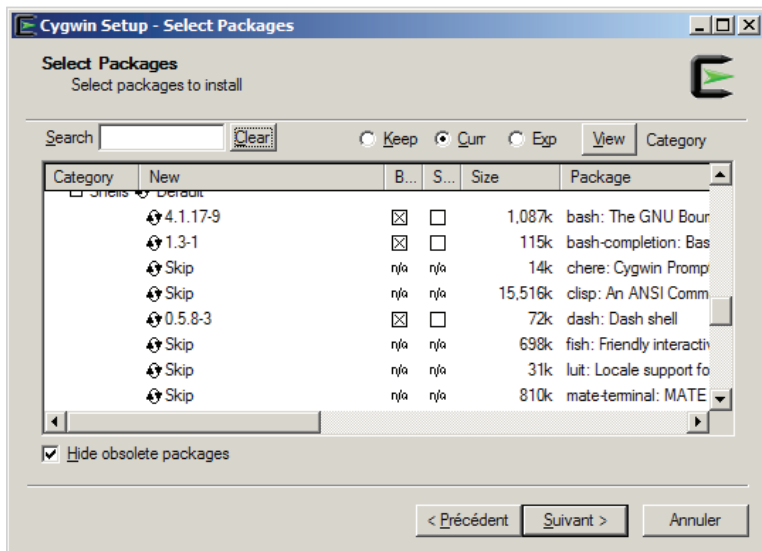 Cygwin Setup - Select Packages
Select Packages
Select packages to install
Search Clear Keep Curr Exp View Category
Category New B... S... Size Package
Shells Default
4.1.17-9 1,087k bash: The GNU Bour
1.3-1 115k bash-completion: Bas
Skip n/a n/a 14k chere: Cygwin Prompt
Skip n/a n/a 15,516k clisp: An ANSI Comm
0.5.8-3 72k dash: Dash shell
Skip n/a n/a 698k fish: Friendly interactiv
Skip n/a n/a 31k luit: Locale support fo
Skip n/a n/a 810k mate-terminal: MATE
Hide obsolete packages
< Précédent Suivant > Annuler